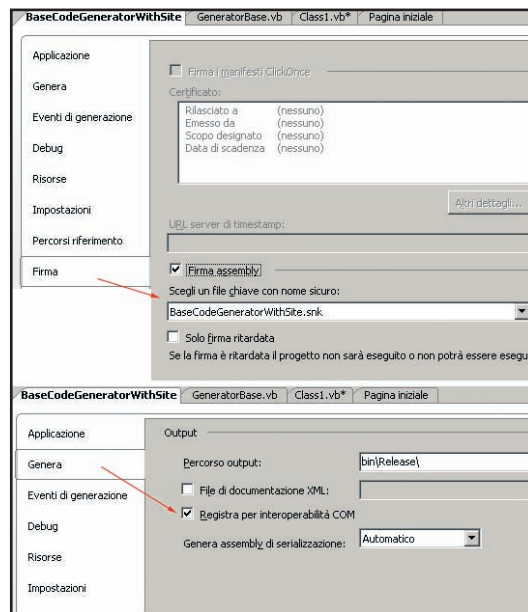 BaseCodeGeneratorWithSite GeneratorBase.vb Class1.vb* Pagina iniziale
Applicazione
Genera
Eventi di generazione
Debug
Risorse
Impostazioni
Percorsi riferimento
Firma
Firma i manifesti ClickOnce
Certificato:
Rilasciato a (nessuno)
Emesso da (nessuno)
Scopo designato (nessuno)
Data di scadenza (nessuno)
Altri dettagli...
URL server di timestamp:
Firma assembly
Scegli un file chiave con nome sicuro:
BaseCodeGeneratorWithSite.snk
Solo firma ritardata
Se la firma è ritardata il progetto non sarà eseguito o non potrà essere esegu
BaseCodeGeneratorWithSite GeneratorBase.vb Class1.vb* Pagina iniziale
Applicazione
Genera
Eventi di generazione
Debug
Risorse
Impostazioni
Output
Percorso output: bin\Release\
File di documentazione XML:
Registra per interoperabilità COM
Genera assembly di serializzazione: Automatico